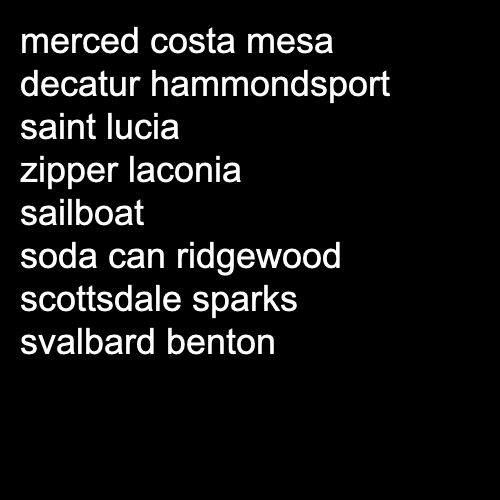 merced costa mesa
decatur hammondsport
saint lucia
zipper laconia
sailboat
soda can ridgewood
scottsdale sparks
svalbard benton